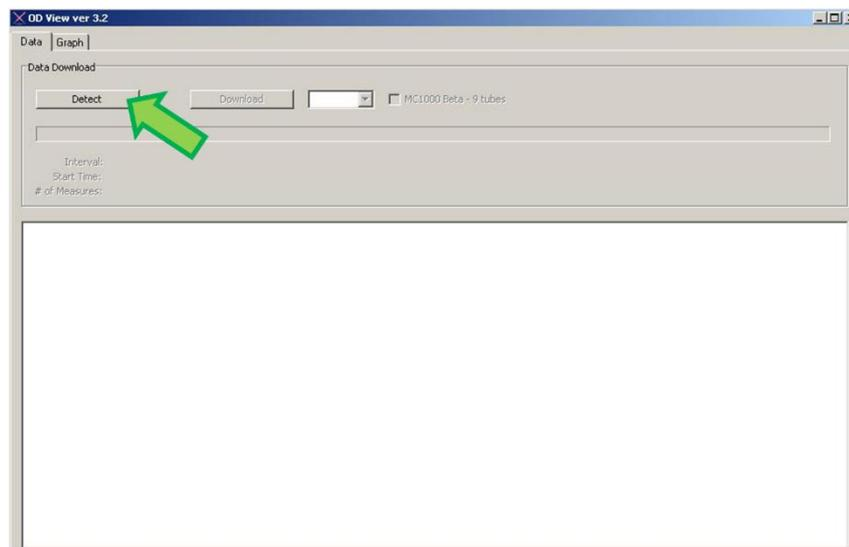 OD View ver 3.2
Data Graph
Data Download
Detect Download MC1000 Beta - 9 tubes
Interval:
Start Time:
# of Measures: